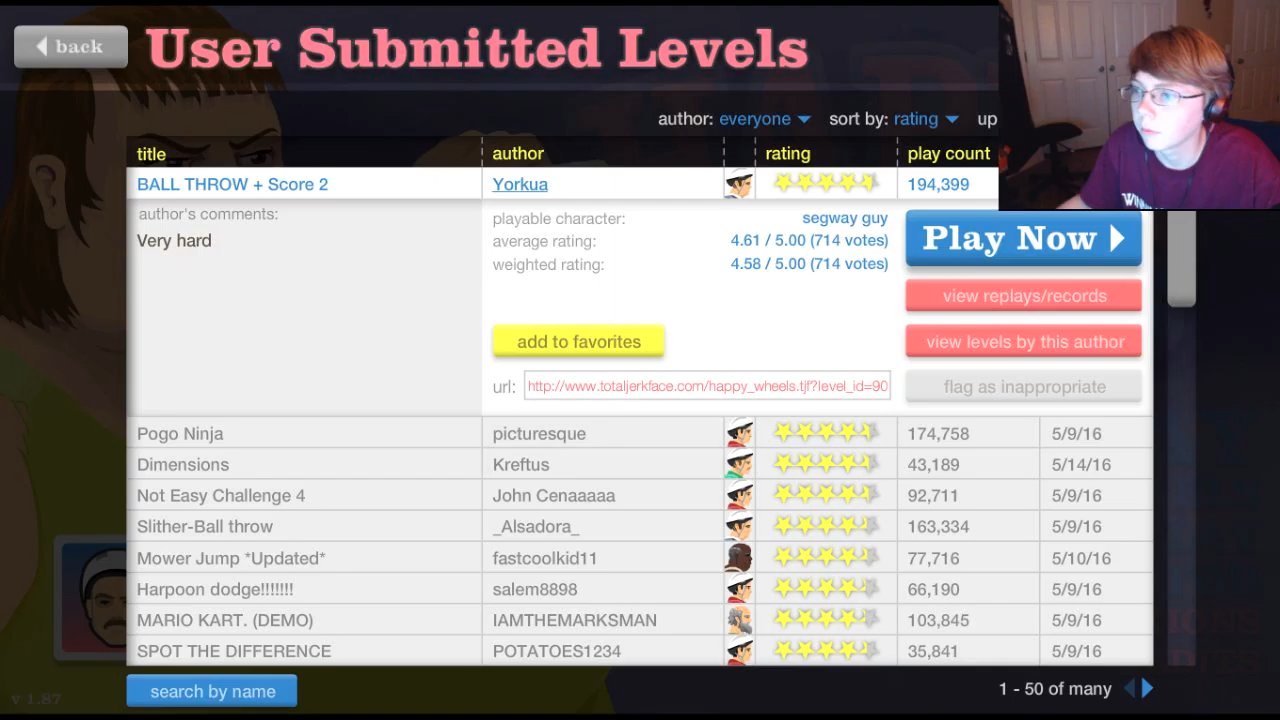 back
User Submitted Levels
author: everyone sort by: rating up
title author rating play count
BALL THROW + Score 2 Yorkua 194,399
author's comments:
Very hard
playable character: segway guy
average rating: 4.61 / 5.00 (714 votes)
weighted rating: 4.58 / 5.00 (714 votes)
Play Now
view replays/records
add to favorites
view levels by this author
url: http://www.totaljerkface.com/happy_wheels.tjf?level_id=90
flag as inappropriate
Pogo Ninja picturesque 174,758 5/9/16
Dimensions Kreftus 43,189 5/14/16
Not Easy Challenge 4 John Cenaaaaa 92,711 5/9/16
Slither-Ball throw _Alsadora_ 163,334 5/9/16
Mower Jump *Updated* fastcoolkid11 77,716 5/10/16
Harpoon dodge!!!!!!! salem8898 66,190 5/9/16
MARIO KART. (DEMO) IAMTHEMARKSMAN 103,845 5/9/16
SPOT THE DIFFERENCE POTATOES1234 35,841 5/9/16
search by name
1 - 50 of many
v 1.87